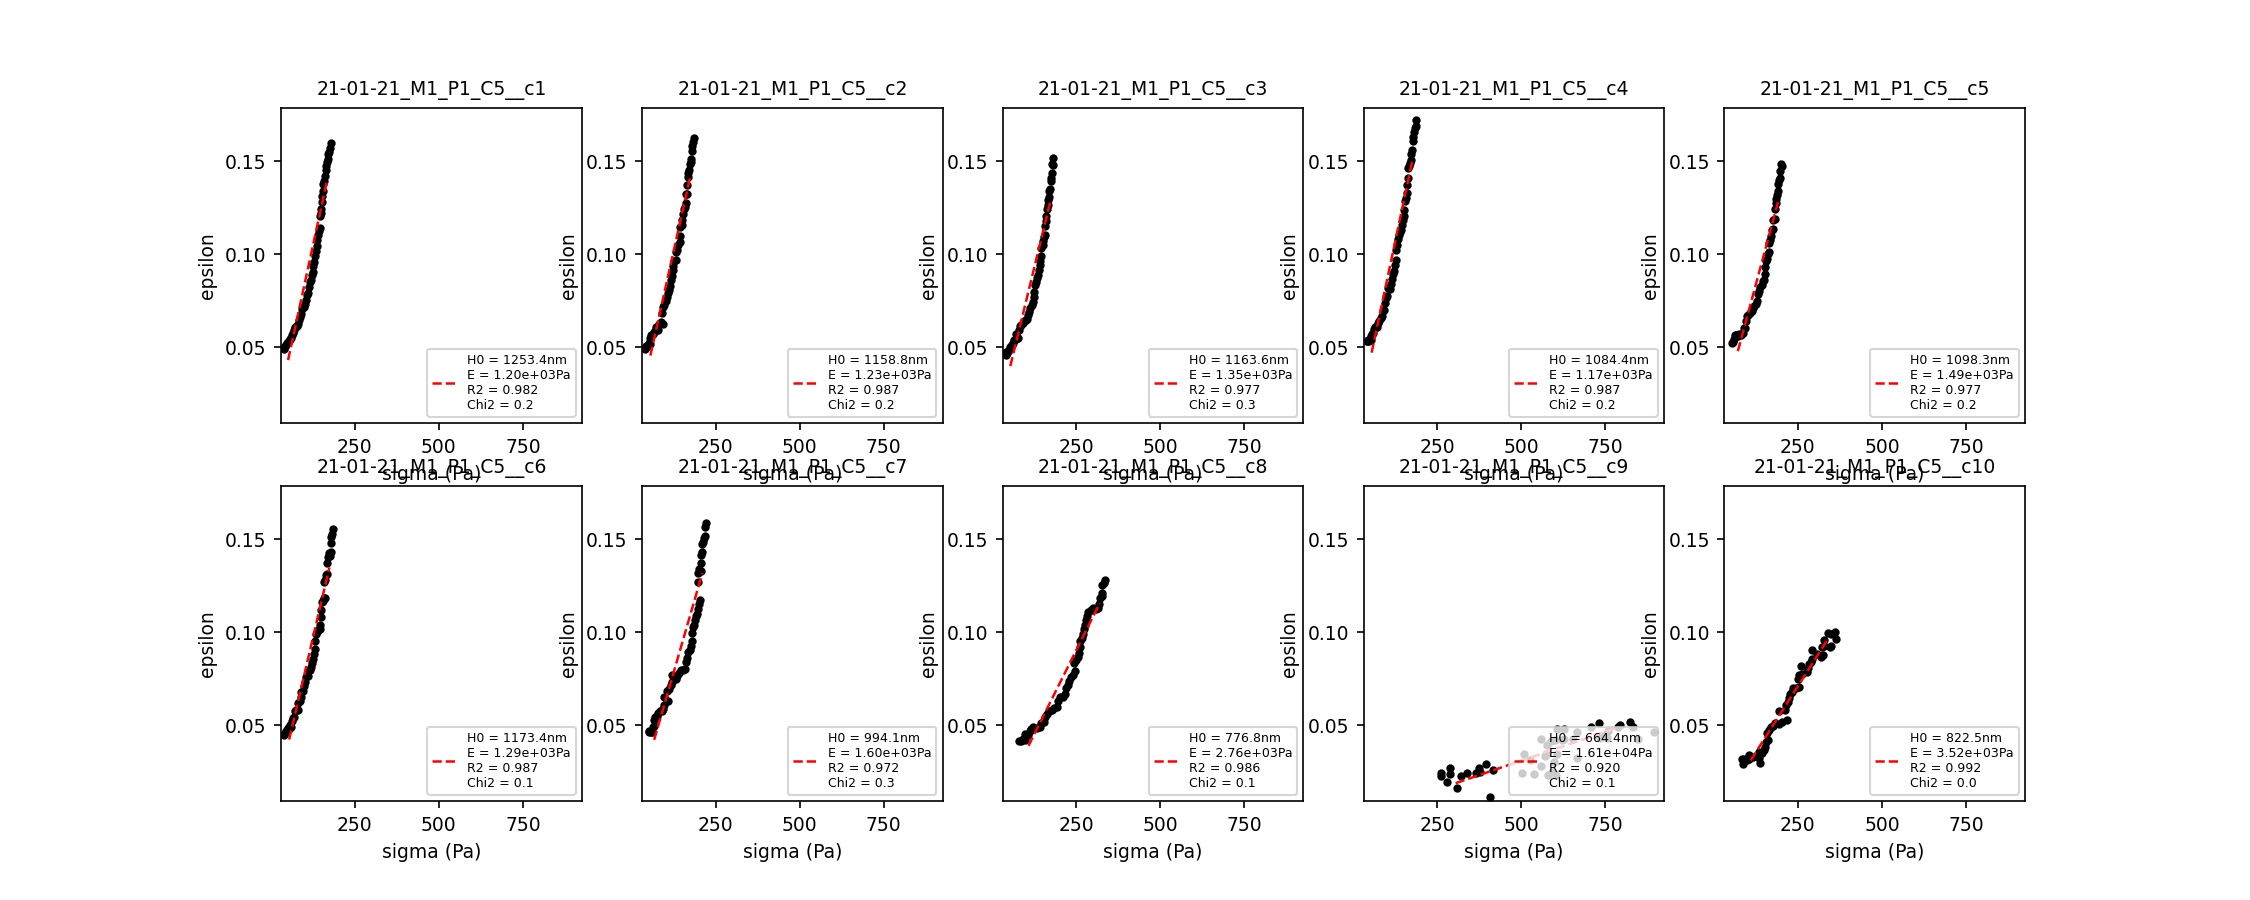 21-01-21_M1_P1_C5__c1
epsilon
0.15
0.10
0.05
H0 = 1253.4nm
E = 1.20e+03Pa
R2 = 0.982
Chi2 = 0.2
250
500
750
sigma (Pa)
21-01-21_M1_P1_C5__c2
epsilon
0.15
0.10
0.05
H0 = 1158.8nm
E = 1.23e+03Pa
R2 = 0.987
Chi2 = 0.2
250
500
750
sigma (Pa)
21-01-21_M1_P1_C5__c3
epsilon
0.15
0.10
0.05
H0 = 1163.6nm
E = 1.35e+03Pa
R2 = 0.977
Chi2 = 0.3
250
500
750
sigma (Pa)
21-01-21_M1_P1_C5__c4
epsilon
0.15
0.10
0.05
H0 = 1084.4nm
E = 1.17e+03Pa
R2 = 0.987
Chi2 = 0.2
250
500
750
sigma (Pa)
21-01-21_M1_P1_C5__c5
epsilon
0.15
0.10
0.05
H0 = 1098.3nm
E = 1.49e+03Pa
R2 = 0.977
Chi2 = 0.2
250
500
750
sigma (Pa)
21-01-21_M1_P1_C5__c6
epsilon
0.15
0.10
0.05
H0 = 1173.4nm
E = 1.29e+03Pa
R2 = 0.987
Chi2 = 0.1
250
500
750
sigma (Pa)
21-01-21_M1_P1_C5__c7
epsilon
0.15
0.10
0.05
H0 = 994.1nm
E = 1.60e+03Pa
R2 = 0.972
Chi2 = 0.3
250
500
750
sigma (Pa)
21-01-21_M1_P1_C5__c8
epsilon
0.15
0.10
0.05
H0 = 776.8nm
E = 2.76e+03Pa
R2 = 0.986
Chi2 = 0.1
250
500
750
sigma (Pa)
21-01-21_M1_P1_C5__c9
epsilon
0.15
0.10
0.05
H0 = 664.4nm
E = 1.61e+04Pa
R2 = 0.920
Chi2 = 0.1
250
500
750
sigma (Pa)
21-01-21_M1_P1_C5__c10
epsilon
0.15
0.10
0.05
H0 = 822.5nm
E = 3.52e+03Pa
R2 = 0.992
Chi2 = 0.0
250
500
750
sigma (Pa)